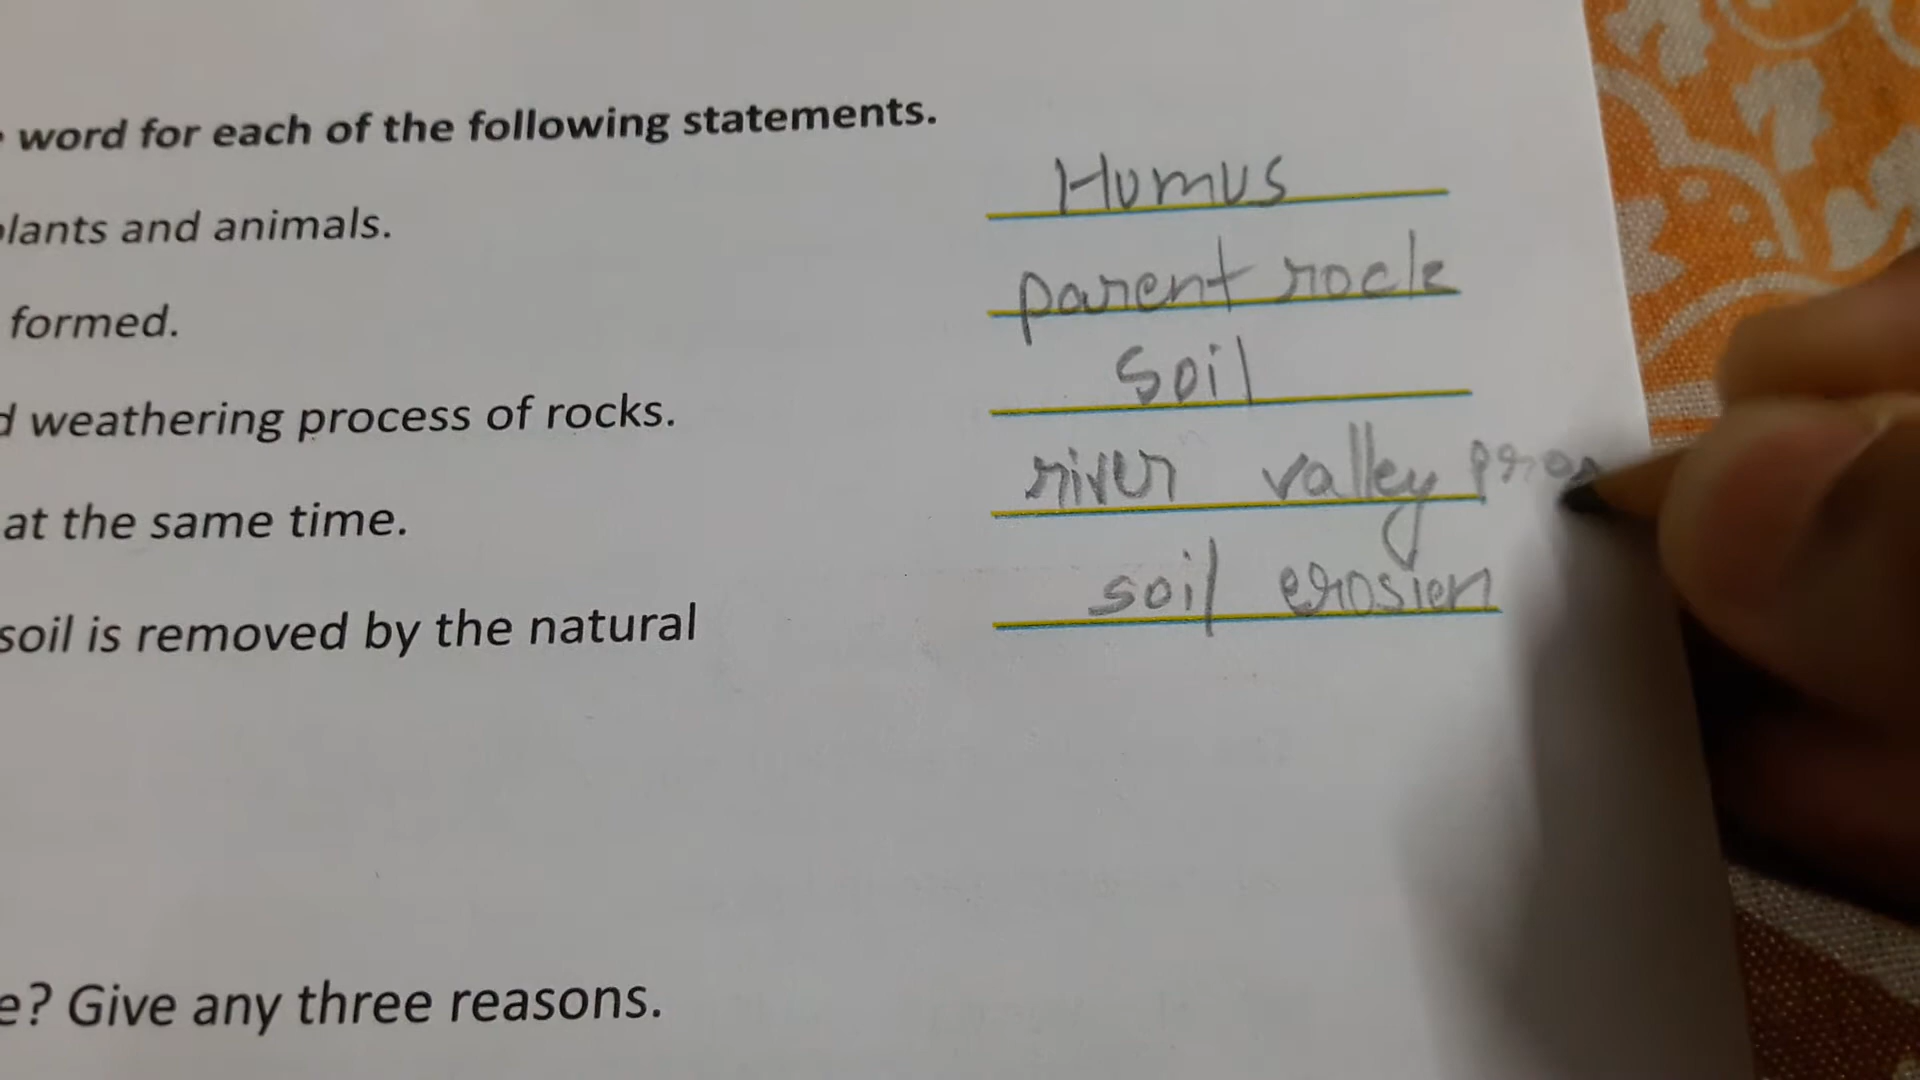 word for each of the following statements.
Humus
plants and animals.
parent rock
formed.
Soil
d weathering process of rocks.
river valley
at the same time.
soil erosion
soil is removed by the natural
e? Give any three reasons.